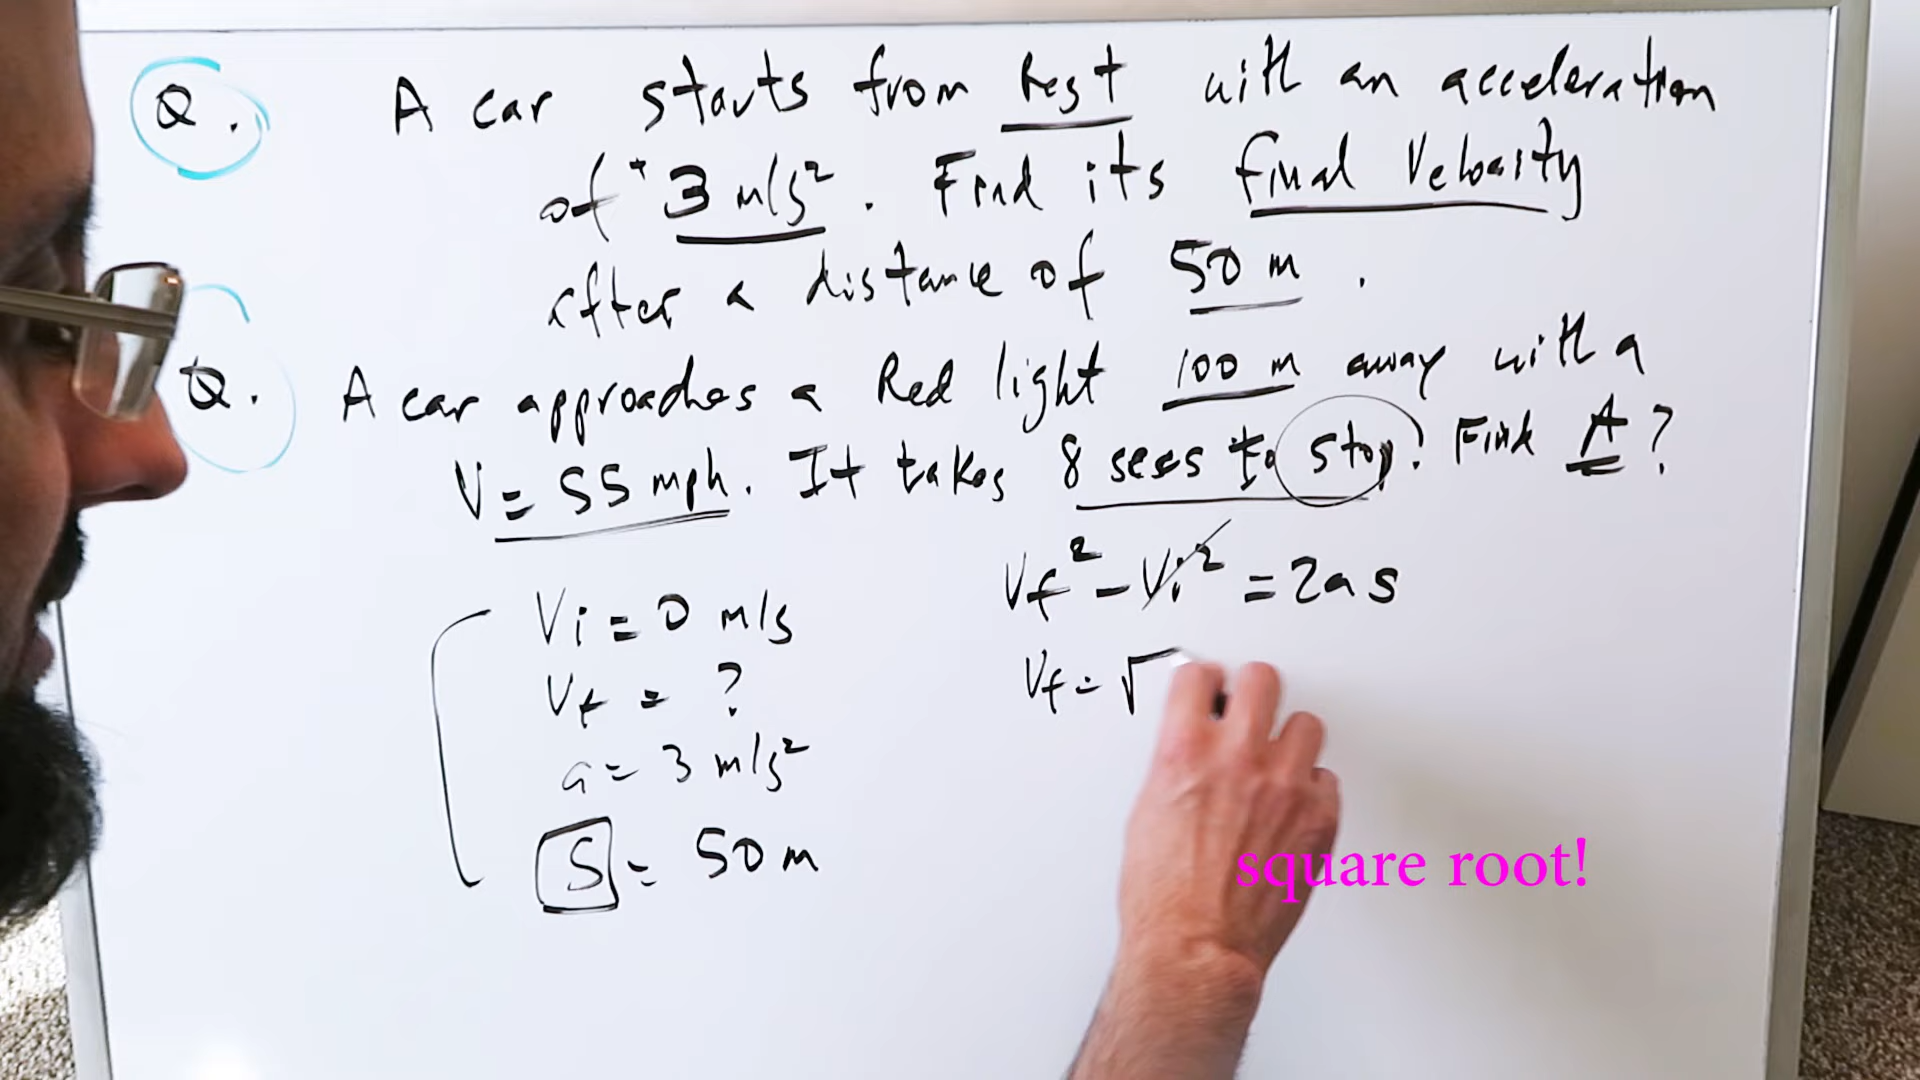 Q. A car starts from Rest with an acceleration
of +3 m/s². Find its final Velocity
after a distance of 50 m.
Q. A car approaches a Red light 100 m away with a
V = 55 mph. It takes 8 secs to stop? Find A?
Vi = 0 m/s
Vf = ?
a = 3 m/s²
S = 50 m
Vf² - Vi² = 2as
Vf = √
square root!